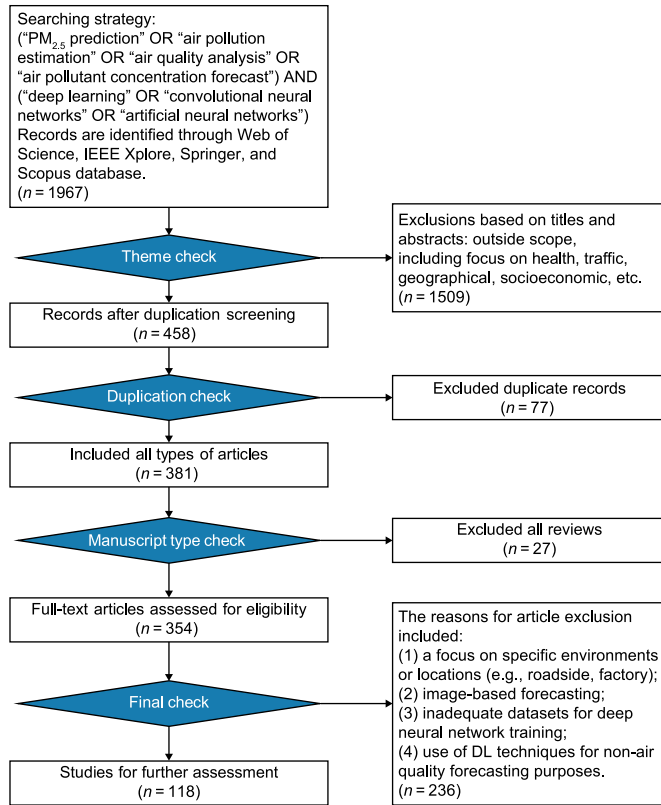 Searching strategy:
(“PM2.5 prediction” OR “air pollution
estimation” OR “air quality analysis” OR
“air pollutant concentration forecast”) AND
(“deep learning” OR “convolutional neural
networks” OR “artificial neural networks”)
Records are identified through Web of
Science, IEEE Xplore, Springer, and
Scopus database.
(n = 1967)
Theme check
Exclusions based on titles and
abstracts: outside scope,
including focus on health, traffic,
geographical, socioeconomic, etc.
(n = 1509)
Records after duplication screening
(n = 458)
Duplication check
Excluded duplicate records
(n = 77)
Included all types of articles
(n = 381)
Manuscript type check
Excluded all reviews
(n = 27)
Full-text articles assessed for eligibility
(n = 354)
Final check
The reasons for article exclusion
included:
(1) a focus on specific environments
or locations (e.g., roadside, factory);
(2) image-based forecasting;
(3) inadequate datasets for deep
neural network training;
(4) use of DL techniques for non-air
quality forecasting purposes.
(n = 236)
Studies for further assessment
(n = 118)